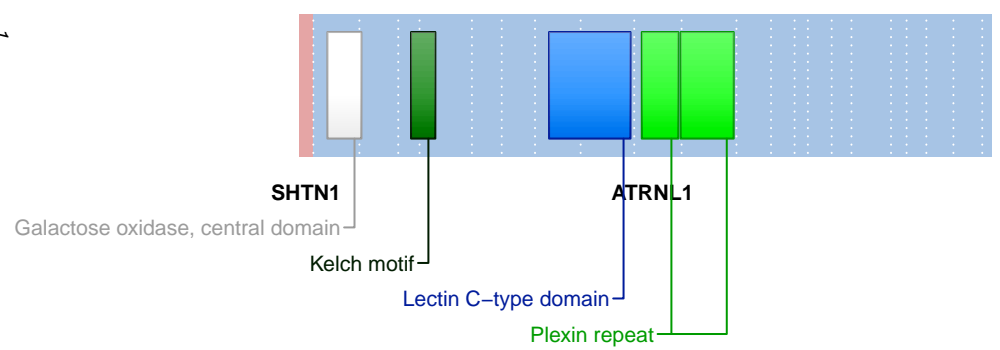 SHTN1 ATRNL1
Galactose oxidase, central domain
Kelch motif
Lectin C−type domain
Plexin repeat